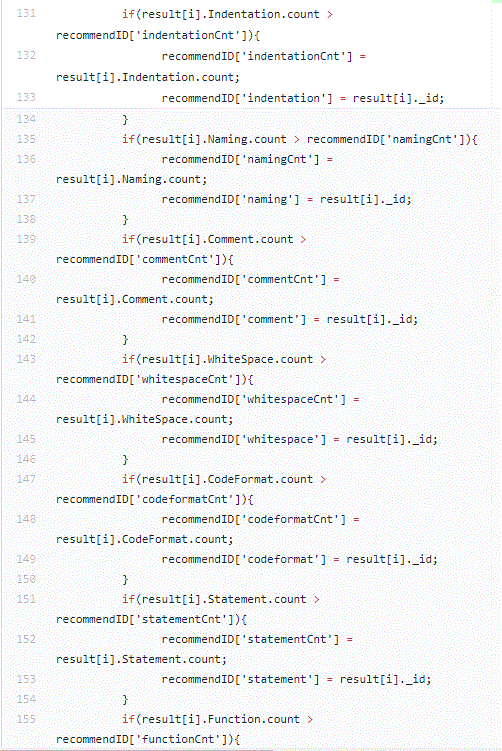 131 if(result[i].Indentation.count >
recommendID['indentationCnt']){
132 recommendID['indentationCnt'] =
result[i].Indentation.count;
133 recommendID['indentation'] = result[i]._id;
134 }
135 if(result[i].Naming.count > recommendID['namingCnt']){
136 recommendID['namingCnt'] =
result[i].Naming.count;
137 recommendID['naming'] = result[i]._id;
138 }
139 if(result[i].Comment.count >
recommendID['commentCnt']){
140 recommendID['commentCnt'] =
result[i].Comment.count;
141 recommendID['comment'] = result[i]._id;
142 }
143 if(result[i].WhiteSpace.count >
recommendID['whitespaceCnt']){
144 recommendID['whitespaceCnt'] =
result[i].WhiteSpace.count;
145 recommendID['whitespace'] = result[i]._id;
146 }
147 if(result[i].CodeFormat.count >
recommendID['codeformatCnt']){
148 recommendID['codeformatCnt'] =
result[i].CodeFormat.count;
149 recommendID['codeformat'] = result[i]._id;
150 }
151 if(result[i].Statement.count >
recommendID['statementCnt']){
152 recommendID['statementCnt'] =
result[i].Statement.count;
153 recommendID['statement'] = result[i]._id;
154 }
155 if(result[i].Function.count >
recommendID['functionCnt']){